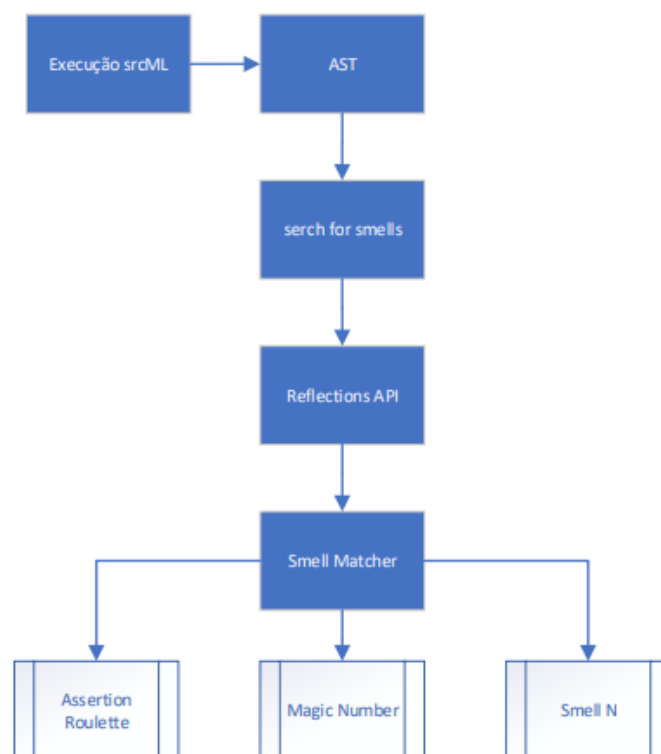 Execução srcML
AST
serch for smells
Reflections API
Smell Matcher
Assertion
Roulette
Magic Number
Smell N